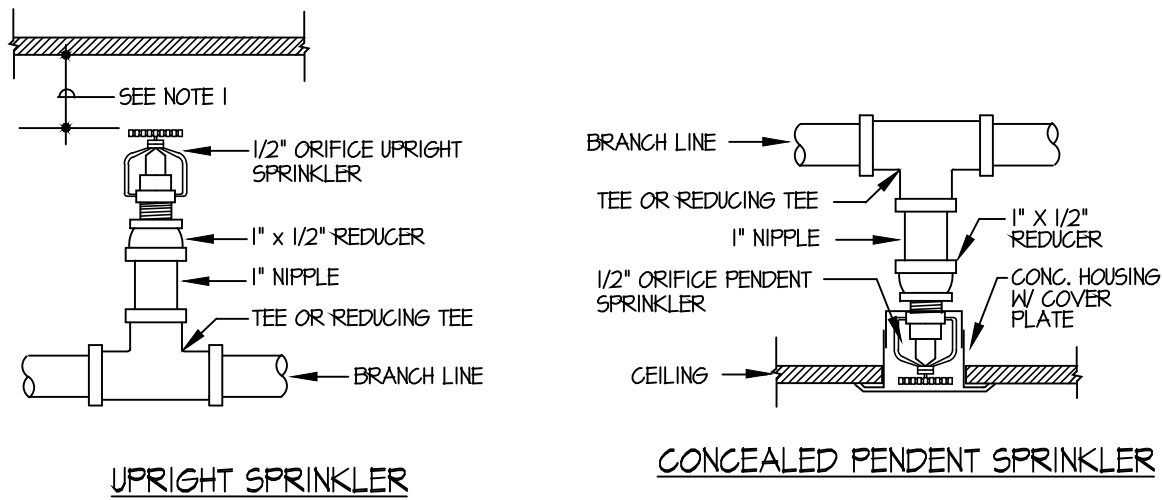 SEE NOTE 1
1/2" ORIFICE UPRIGHT
SPRINKLER
1" x 1/2" REDUCER
1" NIPPLE
TEE OR REDUCING TEE
BRANCH LINE
UPRIGHT SPRINKLER
BRANCH LINE
TEE OR REDUCING TEE
1" NIPPLE
1" X 1/2"
REDUCER
1/2" ORIFICE PENDENT
SPRINKLER
CONC. HOUSING
W/ COVER
PLATE
CEILING
CONCEALED PENDENT SPRINKLER